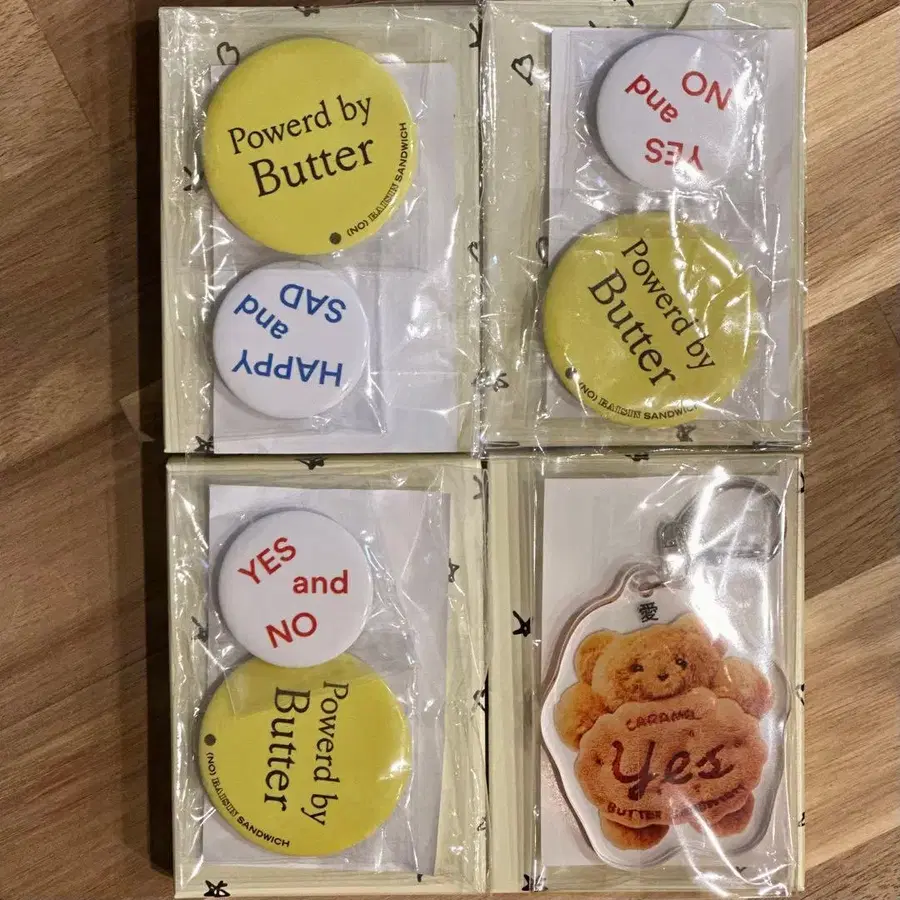 Powerd by
Butter
(NO) RAISIN SANDWICH
HAPPY
and
SAD
YES
and
NO
Powerd by
Butter
(NO) RAISIN SANDWICH
YES
and
NO
Powerd by
Butter
(NO) RAISIN SANDWICH
愛
CARAMEL
Yes
BUTTER